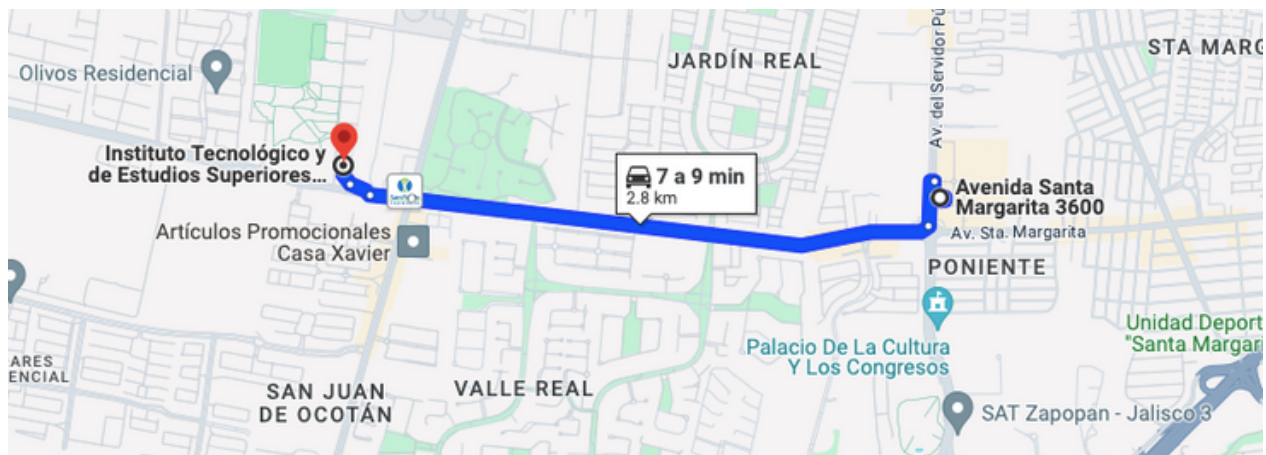 JARDÍN REAL
STA MARG
Av. del Servidor Pú
Olivos Residencial
Instituto Tecnológico y
de Estudios Superiores...
7 a 9 min
2.8 km
Avenida Santa
Margarita 3600
Av. Sta. Margarita
Artículos Promocionales
Casa Xavier
PONIENTE
Palacio De La Cultura
Y Los Congresos
Unidad Deport
"Santa Margari
ARES
ENCIAL
SAN JUAN
DE OCOTÁN
VALLE REAL
SAT Zapopan - Jalisco 3